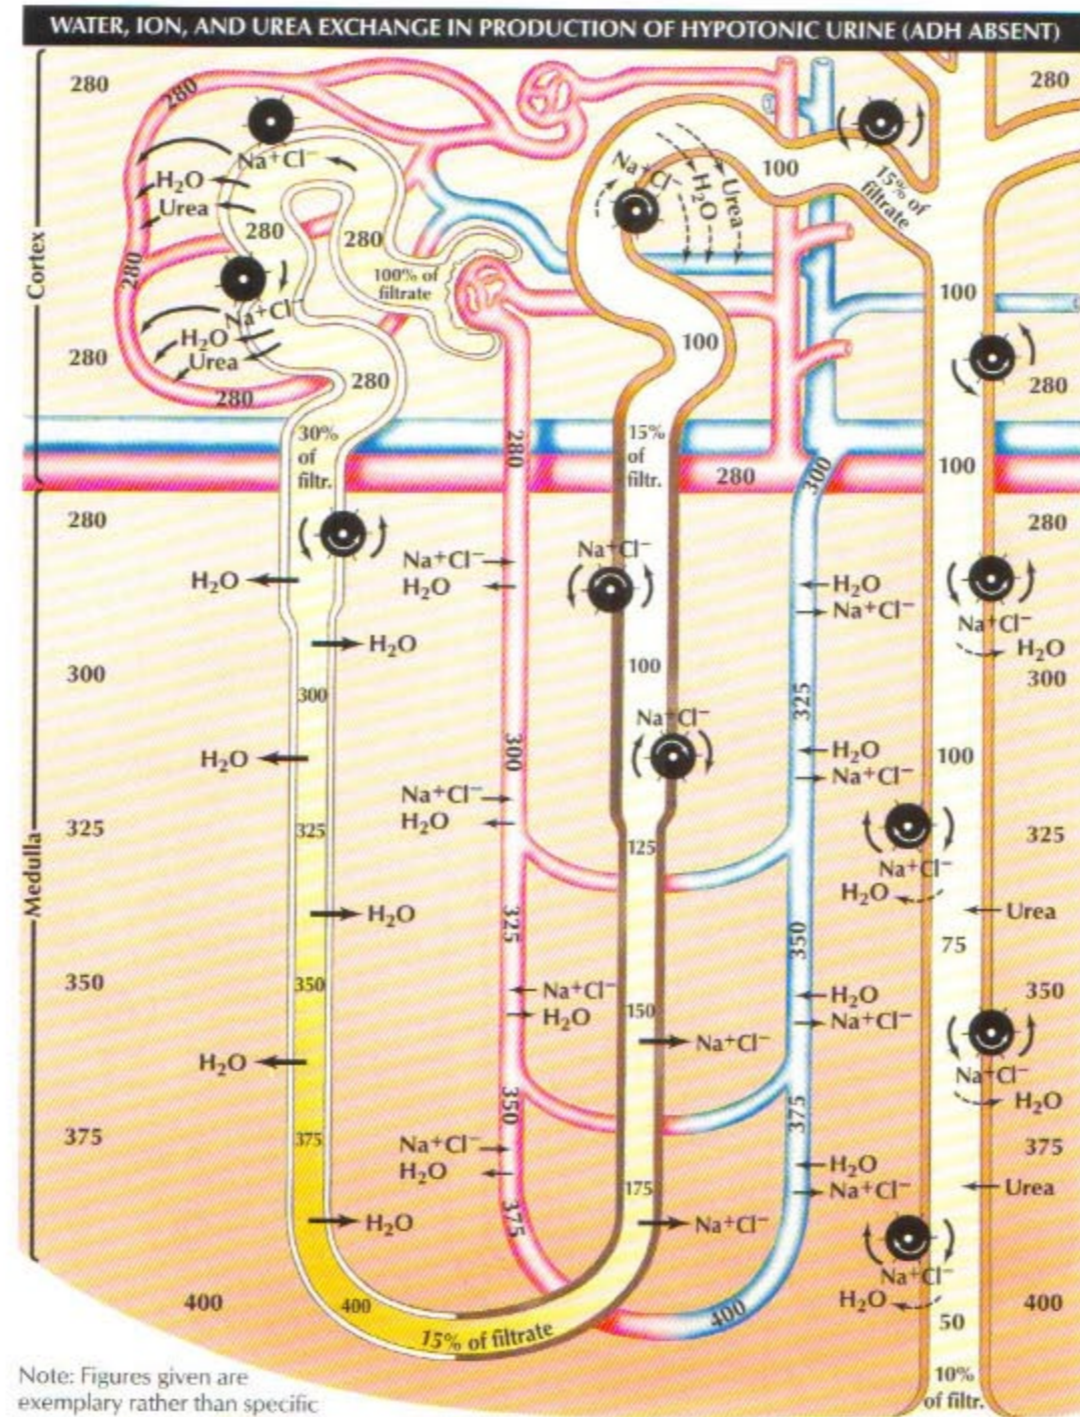 WATER, ION, AND UREA EXCHANGE IN PRODUCTION OF HYPOTONIC URINE (ADH ABSENT)
280
280
280
Na⁺Cl⁻
H₂O
Urea
280
280
280
Cortex
100% of
filtrate
Na⁺Cl⁻
H₂O
Urea
280
280
280
30%
of
filtr.
Na⁺Cl⁻
H₂O
Urea
100
15% of
filtrate
100
100
280
280
15%
of
filtr.
280
300
100
Medulla
280
H₂O
H₂O
300
300
H₂O
325
325
H₂O
350
350
H₂O
375
375
H₂O
400
400
15% of filtrate
Na⁺Cl⁻
H₂O
300
Na⁺Cl⁻
H₂O
325
Na⁺Cl⁻
H₂O
350
Na⁺Cl⁻
H₂O
375
Na⁺Cl⁻
100
Na⁺Cl⁻
125
150
Na⁺Cl⁻
175
Na⁺Cl⁻
H₂O
Na⁺Cl⁻
325
H₂O
Na⁺Cl⁻
350
H₂O
Na⁺Cl⁻
375
H₂O
Na⁺Cl⁻
400
280
Na⁺Cl⁻
H₂O
300
100
325
Na⁺Cl⁻
H₂O
Urea
75
350
Na⁺Cl⁻
H₂O
375
Urea
Na⁺Cl⁻
H₂O
400
50
10%
of filtr.
Note: Figures given are
exemplary rather than specific